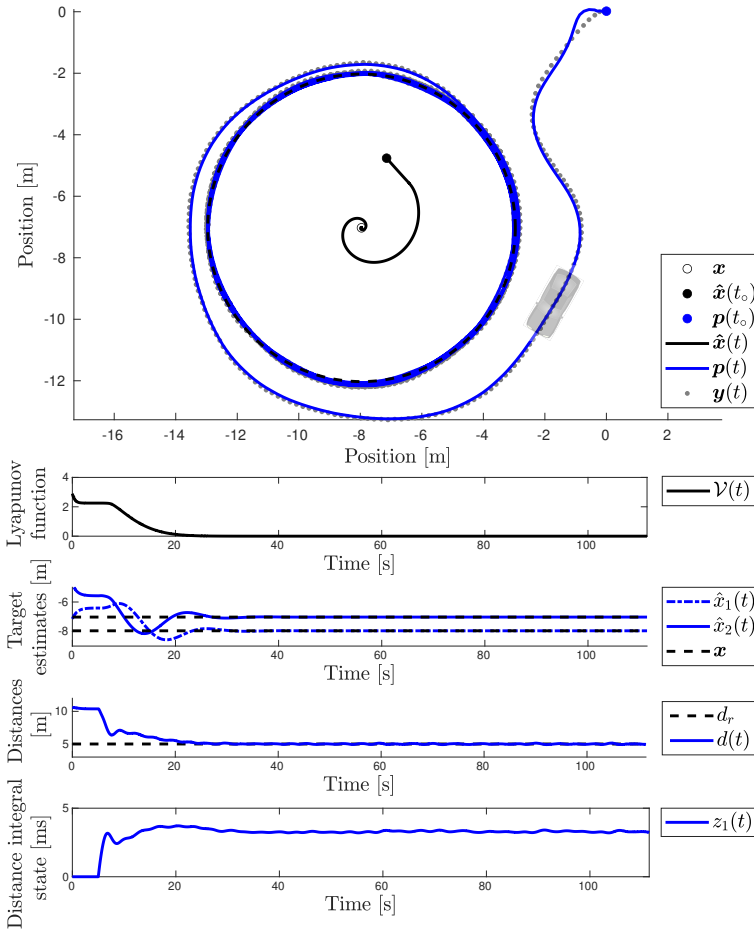 0
-2
-4
-6
-8
-10
-12
Position [m]
-16 -14 -12 -10 -8 -6 -4 -2 0 2
Position [m]
x
x̂(t∘)
p(t∘)
x̂(t)
p(t)
y(t)
Lyapunov
function
4
2
0
0 20 40 60 80 100
Time [s]
𝒱(t)
Target
estimates [m]
-6
-8
0 20 40 60 80 100
Time [s]
x̂₁(t)
x̂₂(t)
x
Distances
[m]
10
5
0 20 40 60 80 100
Time [s]
dᵣ
d(t)
Distance integral
state [ms]
5
0
0 20 40 60 80 100
Time [s]
z₁(t)